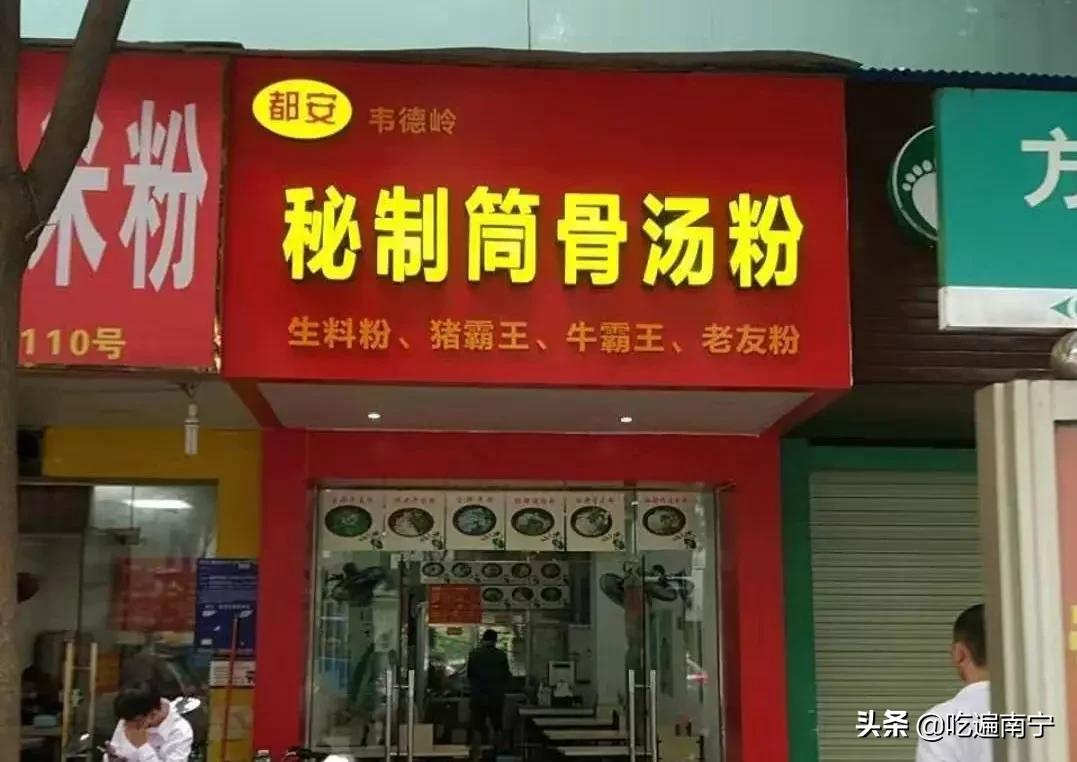 都安 韦德岭
秘制筒骨汤粉
生料粉、猪霸王、牛霸王、老友粉
米粉
110号
方
头条 @吃遍南宁